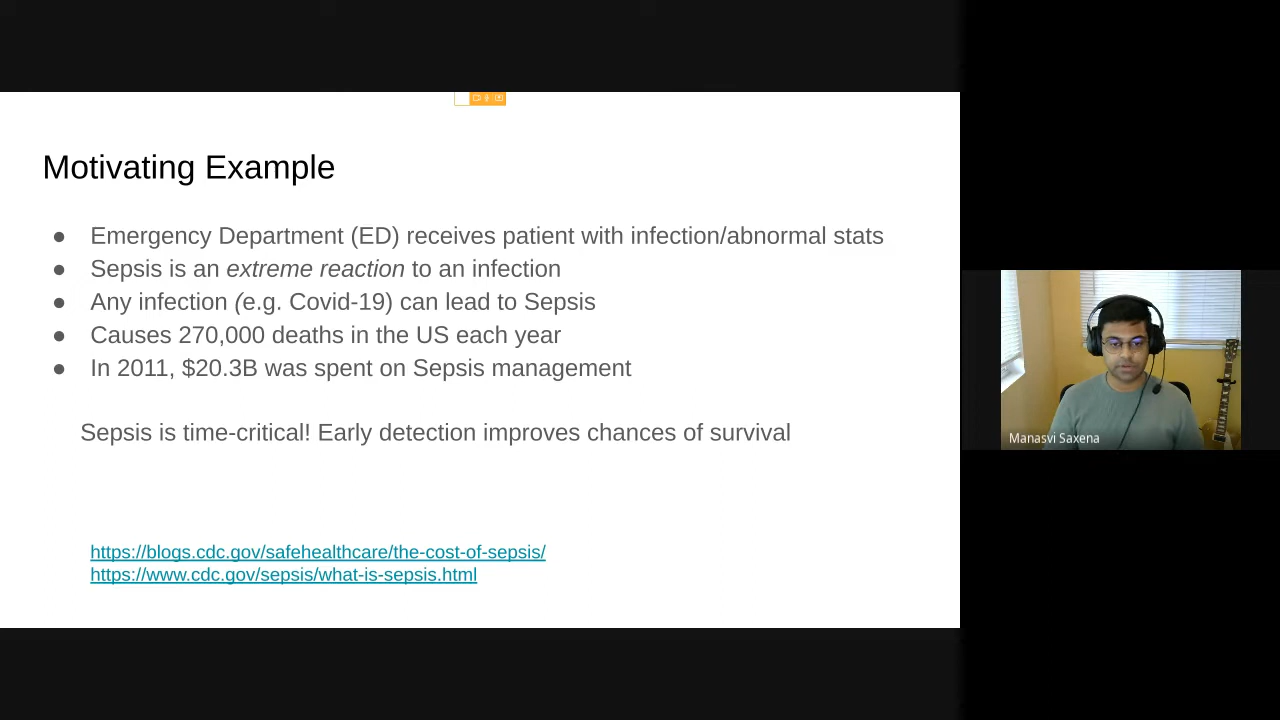 Motivating Example
● Emergency Department (ED) receives patient with infection/abnormal stats
● Sepsis is an extreme reaction to an infection
● Any infection (e.g. Covid-19) can lead to Sepsis
● Causes 270,000 deaths in the US each year
● In 2011, $20.3B was spent on Sepsis management
Sepsis is time-critical! Early detection improves chances of survival
https://blogs.cdc.gov/safehealthcare/the-cost-of-sepsis/
https://www.cdc.gov/sepsis/what-is-sepsis.html
Manasvi Saxena